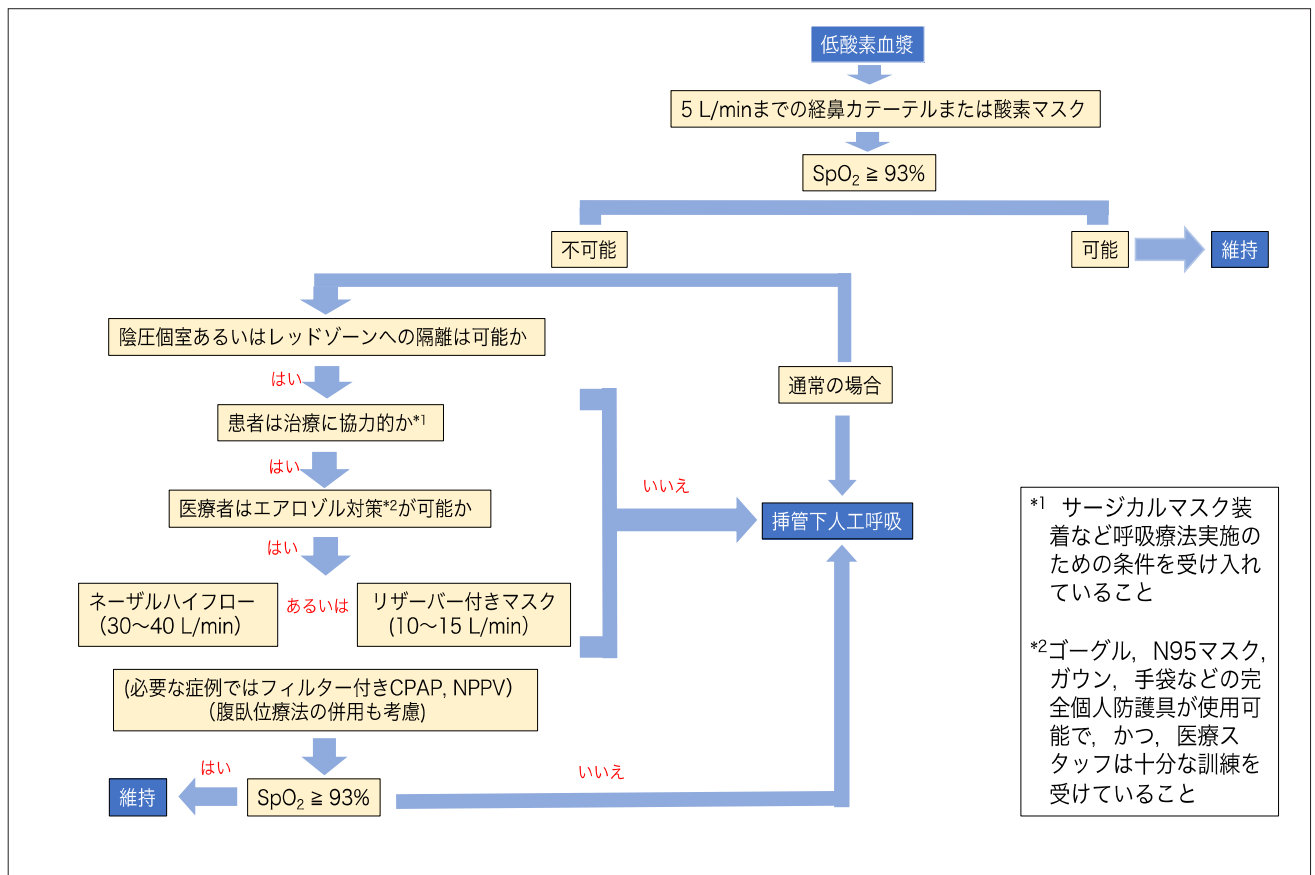 低酸素血漿
5 L/minまでの経鼻カテーテルまたは酸素マスク
SpO₂ ≧ 93%
不可能
可能
維持
陰圧個室あるいはレッドゾーンへの隔離は可能か
通常の場合
はい
患者は治療に協力的か*1
はい
医療者はエアロゾル対策*2が可能か
いいえ
挿管下人工呼吸
はい
ネーザルハイフロー
（30〜40 L/min）
あるいは
リザーバー付きマスク
(10〜15 L/min）
(必要な症例ではフィルター付きCPAP, NPPV）
（腹臥位療法の併用も考慮)
はい
いいえ
維持
SpO₂ ≧ 93%
*1 サージカルマスク装
着など呼吸療法実施の
ための条件を受け入れ
ていること
*2ゴーグル，N95マスク，
ガウン，手袋などの完
全個人防護具が使用可
能で，かつ，医療ス
タッフは十分な訓練を
受けていること